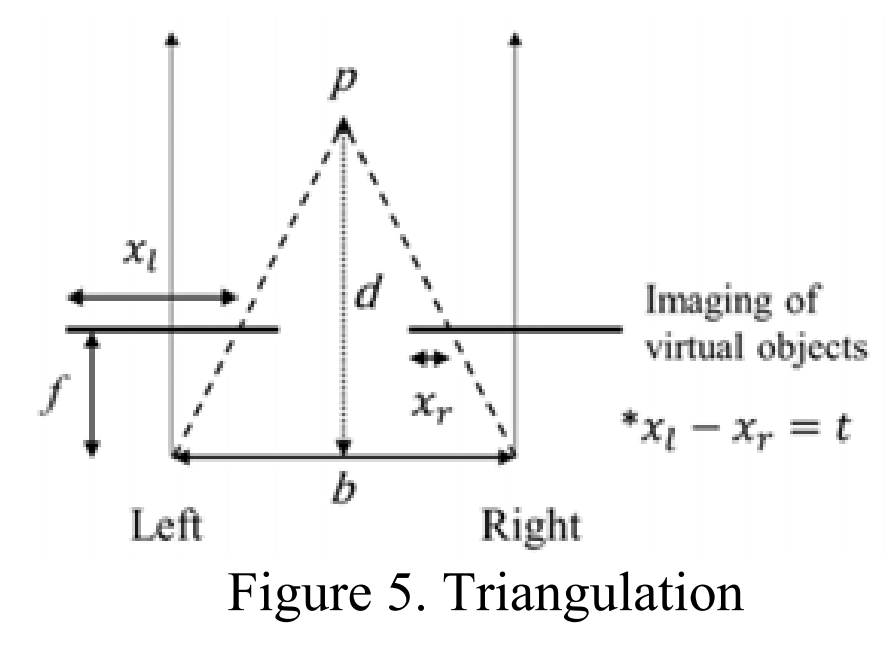 p
x_l
d
Imaging of
virtual objects
f
x_r
*x_l − x_r = t
b
Left
Right
Figure 5. Triangulation